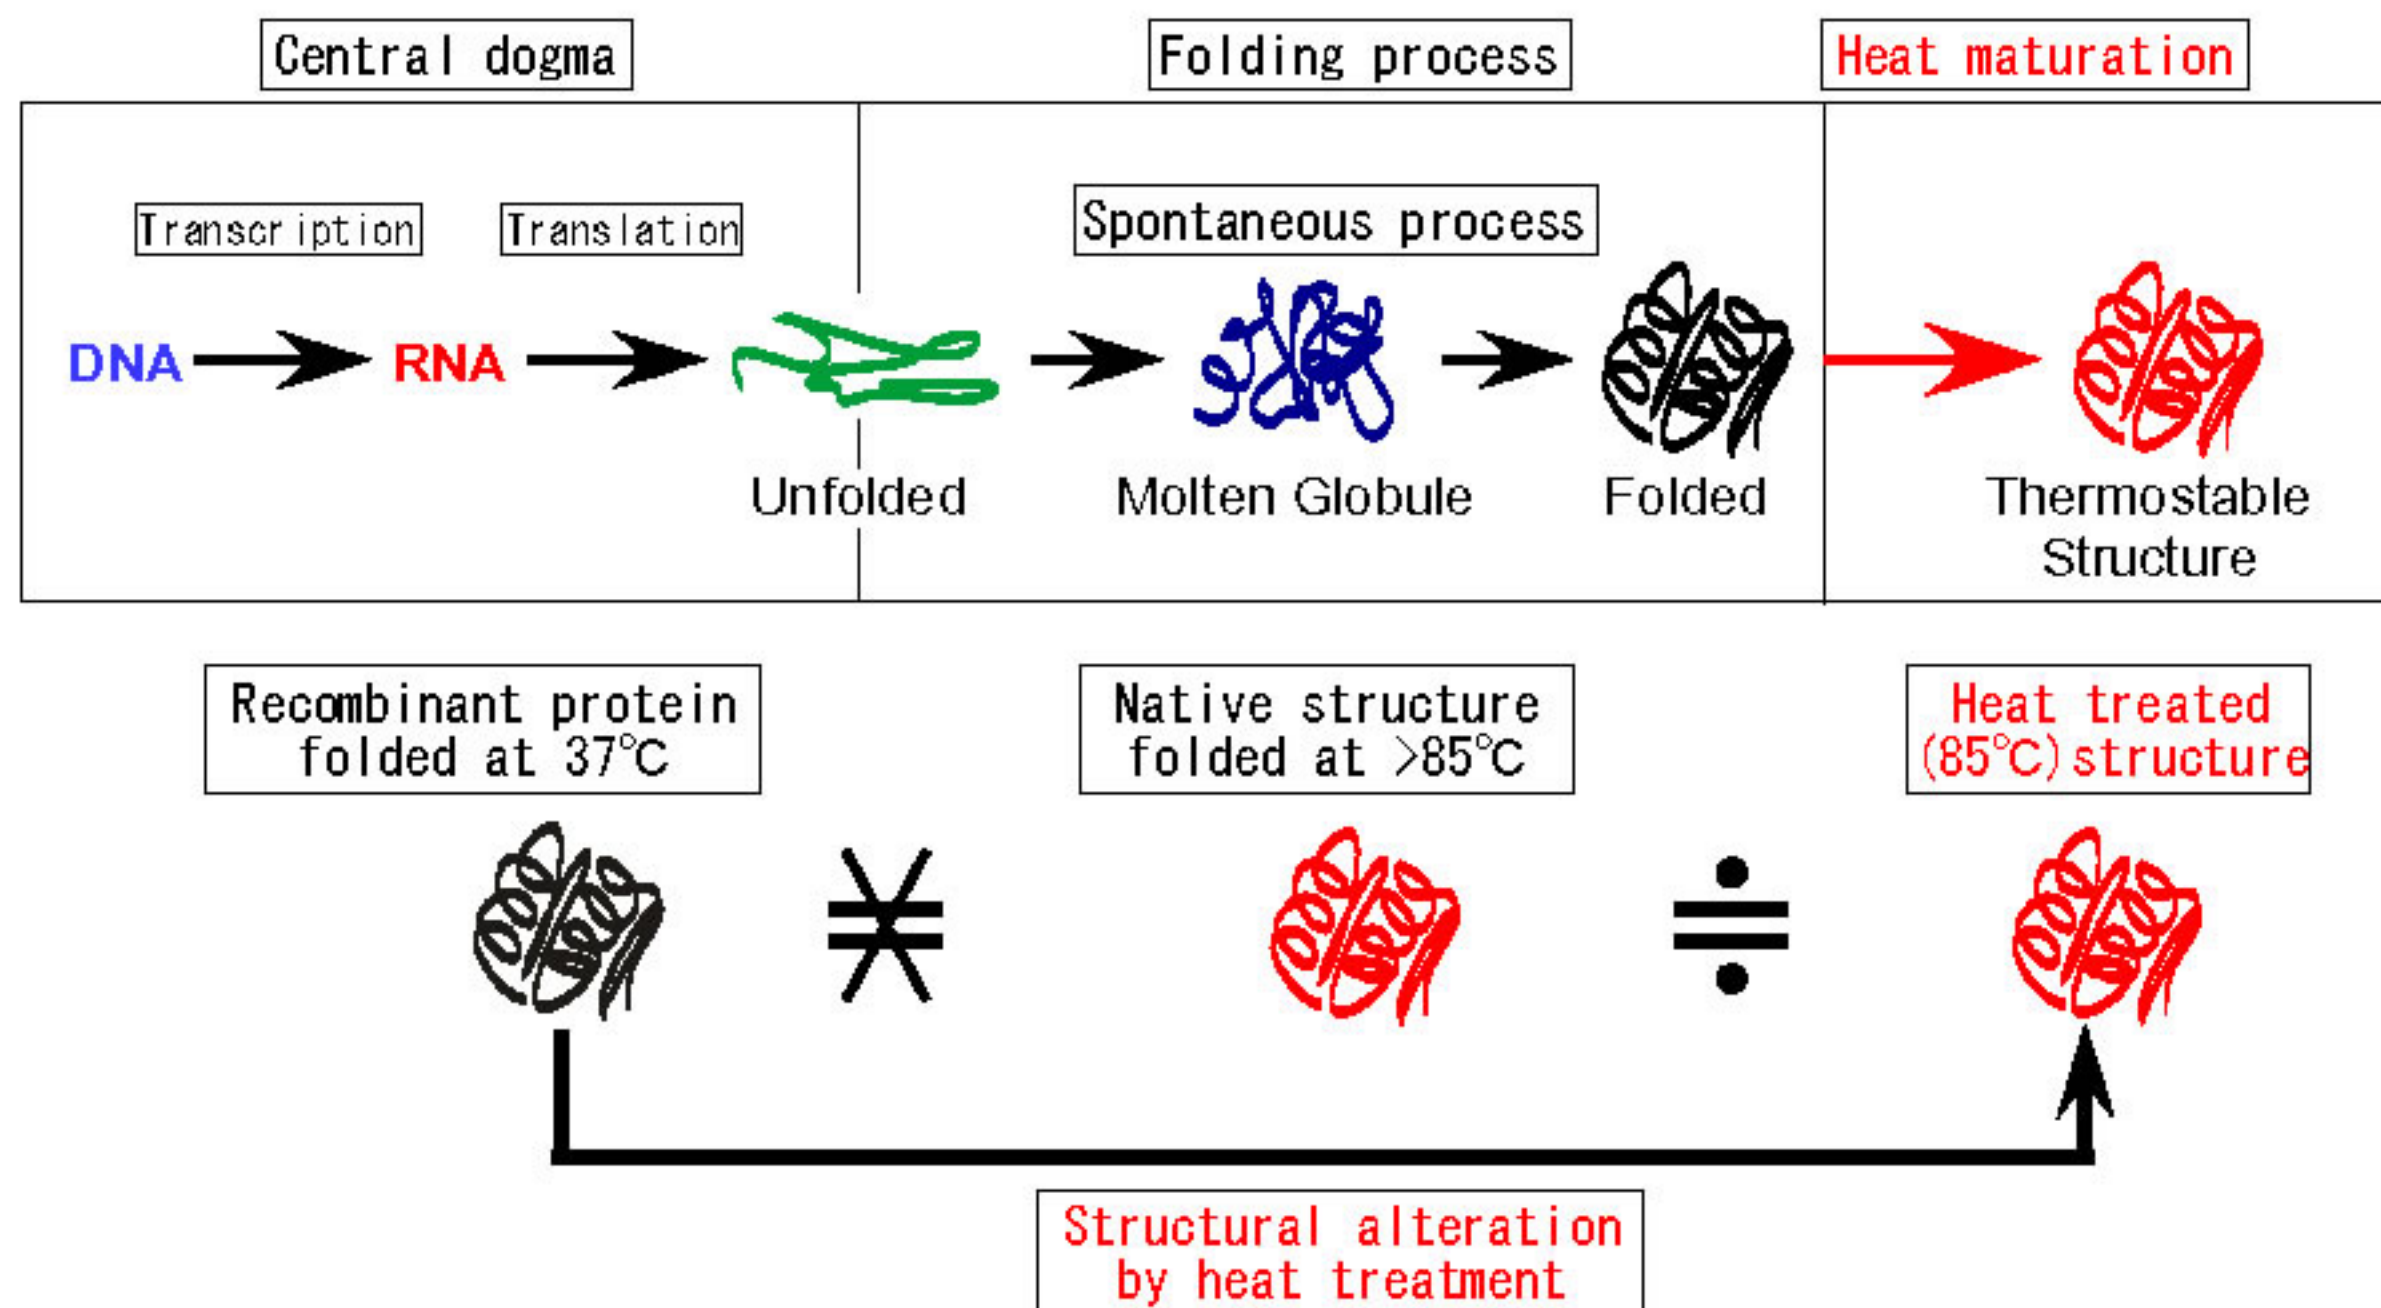 Central dogma
Folding process
Heat maturation
Transcription
Translation
Spontaneous process
DNA
RNA
Unfolded
Molten Globule
Folded
Thermostable
Structure
Recombinant protein
folded at 37℃
Native structure
folded at >85℃
Heat treated
(85℃)structure
Structural alteration
by heat treatment